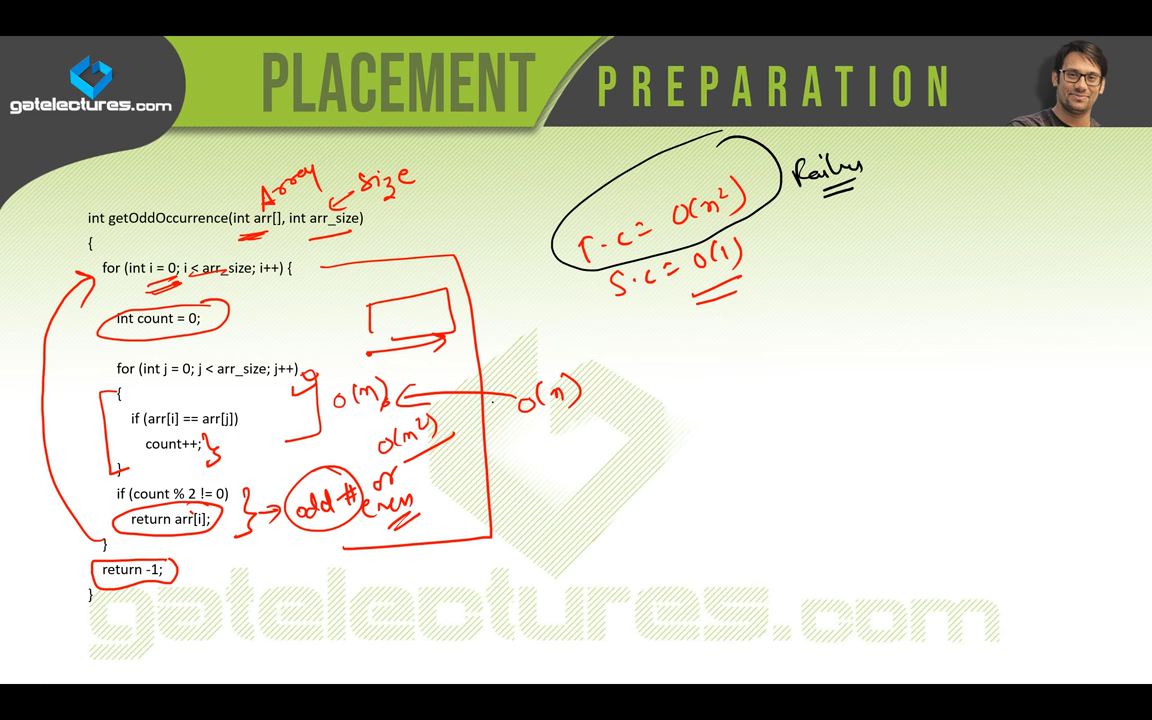 gatelectures.com
PLACEMENT PREPARATION
Array
size
int getOddOccurrence(int arr[], int arr_size)
{
for (int i = 0; i < arr_size; i++) {
int count = 0;
for (int j = 0; j < arr_size; j++)
{
if (arr[i] == arr[j])
count++;
}
if (count % 2 != 0)
return arr[i];
}
return -1;
}
O(n)
O(n)
O(n²)
odd # or
even
T.C = O(n²)
S.C = O(1)
gatelectures.com